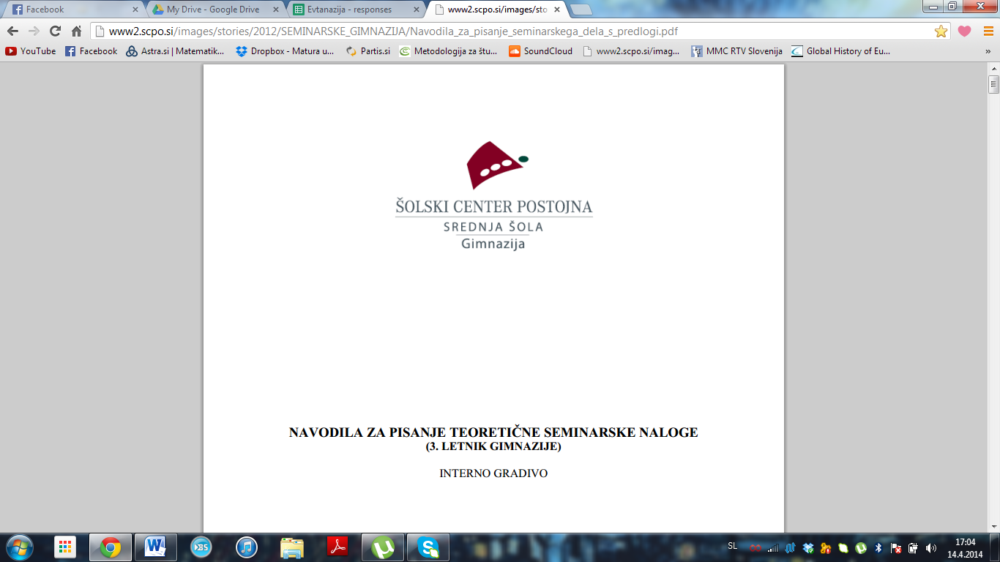 Facebook
My Drive - Google Drive
Evtanazija - responses
www2.scpo.si/images/sto
www2.scpo.si/images/stories/2012/SEMINARSKE_GIMNAZIJA/Navodila_za_pisanje_seminarskega_dela_s_predlogi.pdf
YouTube
Facebook
Astra.si | Matematik...
Dropbox - Matura u...
Partis.si
Metodologija za štu...
SoundCloud
www2.scpo.si/imag...
MMC RTV Slovenija
Global History of Eu...
»
ŠOLSKI CENTER POSTOJNA
SREDNJA ŠOLA
Gimnazija
NAVODILA ZA PISANJE TEORETIČNE SEMINARSKE NALOGE
(3. LETNIK GIMNAZIJE)
INTERNO GRADIVO
KBS
SL
17:04
14.4.2014